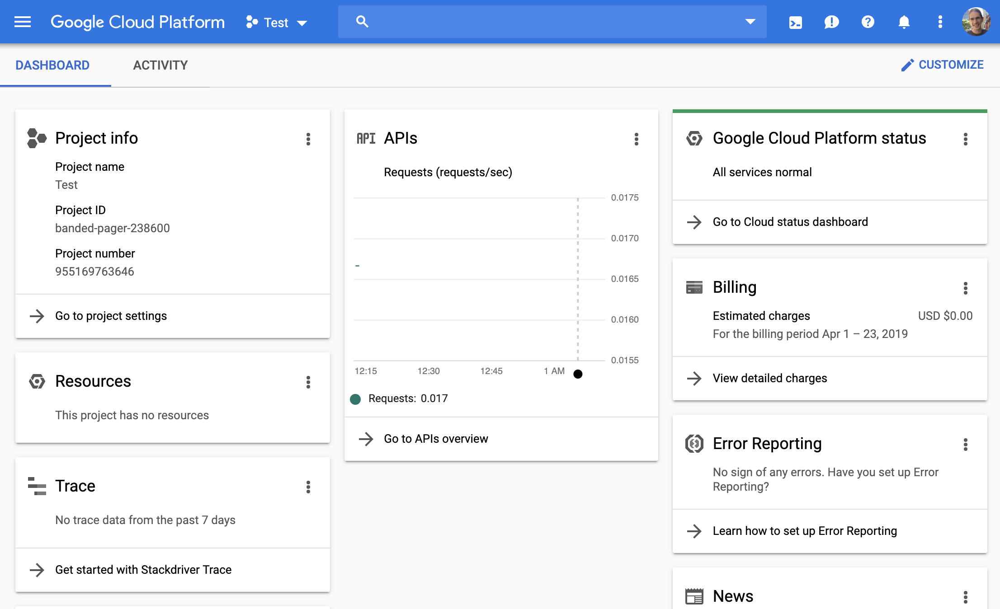 Google Cloud Platform
Test
DASHBOARD
ACTIVITY
CUSTOMIZE
Project info
Project name
Test
Project ID
banded-pager-238600
Project number
955169763646
Go to project settings
Resources
This project has no resources
Trace
No trace data from the past 7 days
Get started with Stackdriver Trace
API APIs
Requests (requests/sec)
0.0175
0.0170
0.0165
0.0160
0.0155
12:15
12:30
12:45
1 AM
Requests: 0.017
Go to APIs overview
Google Cloud Platform status
All services normal
Go to Cloud status dashboard
Billing
Estimated charges USD $0.00
For the billing period Apr 1 – 23, 2019
View detailed charges
Error Reporting
No sign of any errors. Have you set up Error
Reporting?
Learn how to set up Error Reporting
News